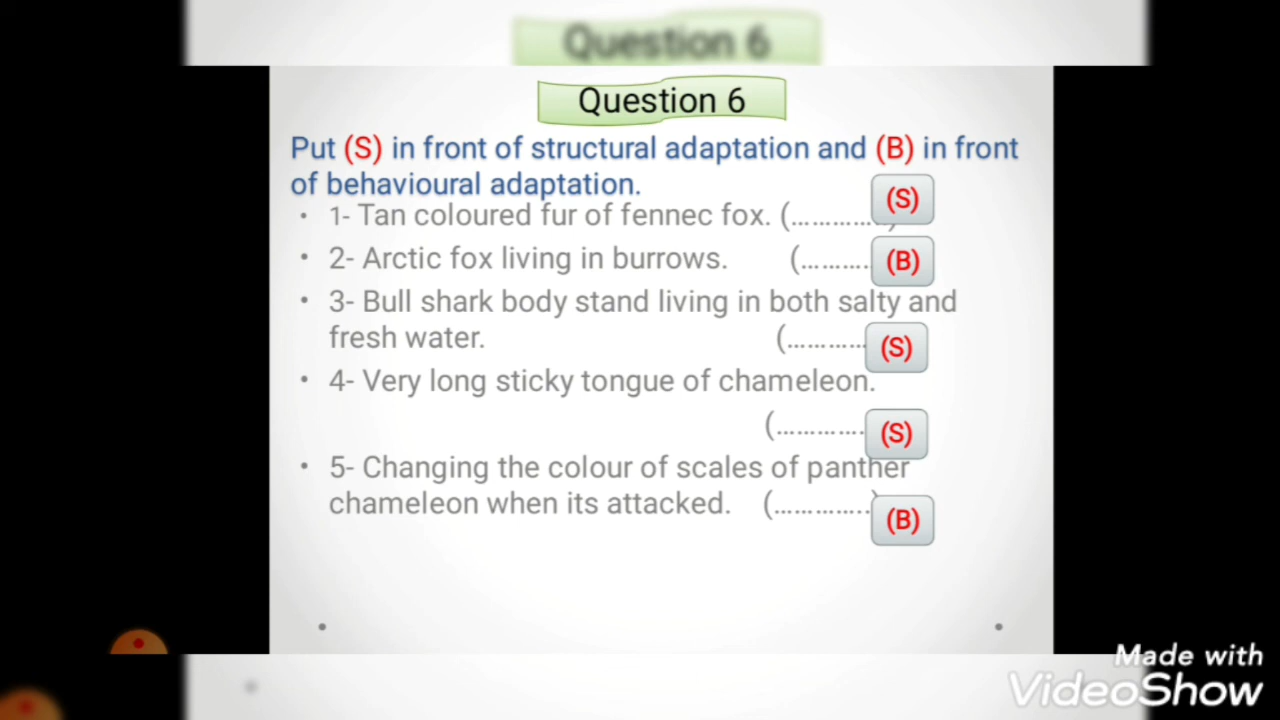 Question 6
Question 6
Put (S) in front of structural adaptation and (B) in front
of behavioural adaptation.
• 1- Tan coloured fur of fennec fox. (............ (S)
• 2- Arctic fox living in burrows. (.......... (B)
• 3- Bull shark body stand living in both salty and
fresh water. (........... (S)
• 4- Very long sticky tongue of chameleon.
(............ (S)
• 5- Changing the colour of scales of panther
chameleon when its attacked. (.............) (B)
Made with
VideoShow